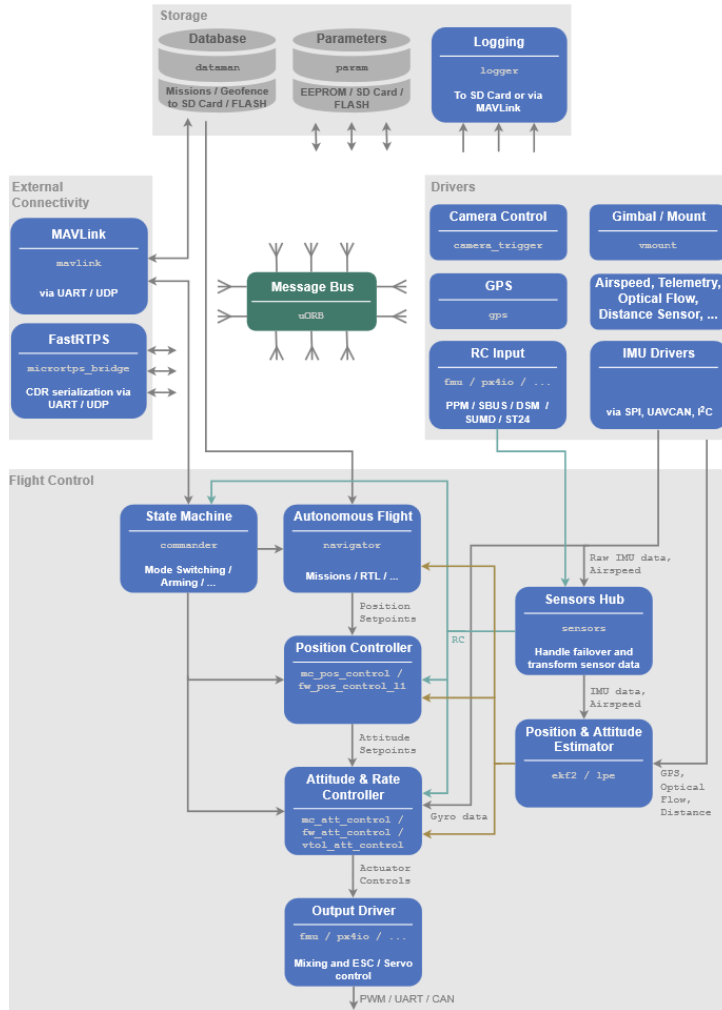 Storage
Database
dataman
Missions / Geofence
to SD Card / FLASH
Parameters
param
EEPROM / SD Card /
FLASH
Logging
logger
To SD Card or via
MAVLink
External
Connectivity
MAVLink
mavlink
via UART / UDP
FastRTPS
micrortps_bridge
CDR serialization via
UART / UDP
Message Bus
uORB
Drivers
Camera Control
camera_trigger
Gimbal / Mount
vmount
GPS
gps
Airspeed, Telemetry,
Optical Flow,
Distance Sensor, ...
RC Input
fmu / px4io / ...
PPM / SBUS / DSM /
SUMD / ST24
IMU Drivers
via SPI, UAVCAN, I²C
Flight Control
State Machine
commander
Mode Switching /
Arming / ...
Autonomous Flight
navigator
Missions / RTL / ...
Raw IMU data,
Airspeed
Sensors Hub
sensors
Handle failover and
transform sensor data
Position
Setpoints
RC
Position Controller
mc_pos_control /
fw_pos_control_l1
IMU data,
Airspeed
Position & Attitude
Estimator
ekf2 / lpe
Attitude
Setpoints
GPS,
Optical
Flow,
Distance
Attitude & Rate
Controller
mc_att_control /
fw_att_control /
vtol_att_control
Gyro data
Actuator
Controls
Output Driver
fmu / px4io / ...
Mixing and ESC / Servo
control
PWM / UART / CAN